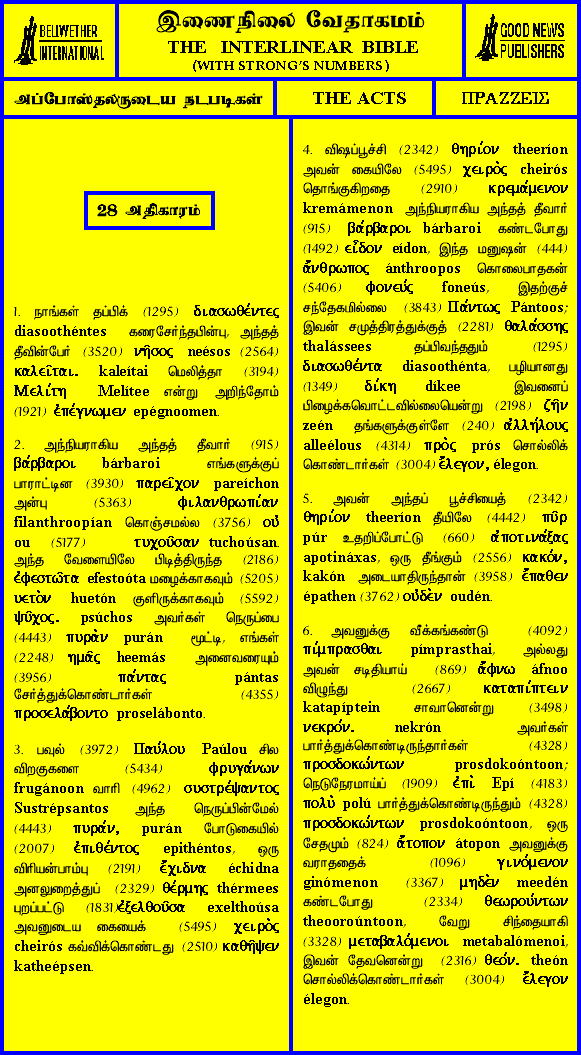 BELLWETHER
INTERNATIONAL
இணைநிலை வேதாகமம்
THE INTERLINEAR BIBLE
(WITH STRONG'S NUMBERS)
GOOD NEWS
PUBLISHERS
அப்போஸ்தலருடைய நடபடிகள்
THE ACTS
ΠΡΑΖΖΕΙΣ
28 அதிகாரம்
1. நாங்கள் தப்பிக் (1295) διασωθέντες
diasoothéntes கரைசேர்ந்தபின்பு, அந்தத்
தீவின்பேர் (3520) νῆσος neésos (2564)
καλεῖται. kaleítai மெலித்தா (3194)
Μελίτη Melítee என்று அறிந்தோம்
(1921) ἐπέγνωμεν epégnoomen.
2. அந்நியராகிய அந்தத் தீவார் (915)
βάρβαροι bárbaroi எங்களுக்குப்
பாராட்டின (3930) παρεῖχον pareíchon
அன்பு (5363) φιλανθρωπίαν
filanthroopían கொஞ்சமல்ல (3756) οὐ
ou (5177) τυχοῦσαν tuchoúsan.
அந்த வேளையிலே பிடித்திருந்த (2186)
ἐφεστῶτα efestoóta மழைக்காகவும் (5205)
ὑετὸν huetón குளிருக்காகவும் (5592)
ψῦχος. psúchos அவர்கள் நெருப்பை
(4443) πυρὰν purán மூட்டி, எங்கள்
(2248) ημᾶς heemás அனைவரையும்
(3956) πάντας pántas
சேர்த்துக்கொண்டார்கள் (4355)
προσελάβοντο proselábonto.
3. பவுல் (3972) Παύλου Paúlou சில
விறகுகளை (5434) φρυγάνων
frugánoon வாரி (4962) συστρέψαντος
Sustrépsantos அந்த நெருப்பின்மேல்
(4443) πυράν, purán போடுகையில்
(2007) ἐπιθέντος epithéntos, ஒரு
விரியன்பாம்பு (2191) ἔχιδνα échidna
அனலுறைத்துப் (2329) θέρμης thérmees
புறப்பட்டு (1831)ἐξελθοῦσα exelthoúsa
அவனுடைய கையைக் (5495) χειρὸς
cheirós கவ்விக்கொண்டது (2510) καθῆψεν
katheépsen.
4. விஷப்பூச்சி (2342) θηρίον theeríon
அவன் கையிலே (5495) χειρὸς cheirós
தொங்குகிறதை (2910) κρεμάμενον
kremámenon அந்நியராகிய அந்தத் தீவார்
(915) βάρβαροι bárbaroi கண்டபோது
(1492) εἶδον eídon, இந்த மனுஷன் (444)
ἄνθρωπος ánthroopos கொலைபாதகன்
(5406) φονεύς foneús, இதற்குச்
சந்தேகமில்லை (3843) Πάντως Pántoos;
இவன் சமுத்திரத்துக்குத் (2281) θαλάσσης
thalássees தப்பிவந்ததும் (1295)
διασωθέντα diasoothénta, பழியானது
(1349) δίκη díkee இவனைப்
பிழைக்கவொட்டவில்லையென்று (2198) ζῆν
zeén தங்களுக்குள்ளே (240) ἀλλήλους
alleélous (4314) πρὸς prós சொல்லிக்
கொண்டார்கள் (3004) ἔλεγον, élegon.
5. அவன் அந்தப் பூச்சியைத் (2342)
θηρίον theeríon தீயிலே (4442) πῦρ
púr உதறிப்போட்டு (660) ἀποτινάξας
apotináxas, ஒரு தீங்கும் (2556) κακόν,
kakón அடையாதிருந்தான் (3958) ἔπαθεν
épathen (3762) οὐδὲν oudén.
6. அவனுக்கு வீக்கங்கண்டு (4092)
πίμπρασθαι pímprasthai, அல்லது
அவன் சடிதியாய் (869) ἄφνω áfnoo
விழுந்து (2667) καταπίπτειν
katapíptein சாவானென்று (3498)
νεκρόν. nekrón அவர்கள்
பார்த்துக்கொண்டிருந்தார்கள் (4328)
προσδοκώντων prosdokoóntoon;
நெடுநேரமாய்ப் (1909) ἐπὶ Epí (4183)
πολὺ polú பார்த்துக்கொண்டிருந்தும் (4328)
προσδοκώντων prosdokoóntoon, ஒரு
சேதமும் (824) ἄτοπον átopon அவனுக்கு
வராததைக் (1096) γινόμενον
ginómenon (3367) μηδὲν meedén
கண்டபோது (2334) θεωρούντων
theooroúntoon, வேறு சிந்தையாகி
(3328) μεταβαλόμενοι metabalómenoi,
இவன் தேவனென்று (2316) θεόν. theón
சொல்லிக்கொண்டார்கள் (3004) ἔλεγον
élegon.